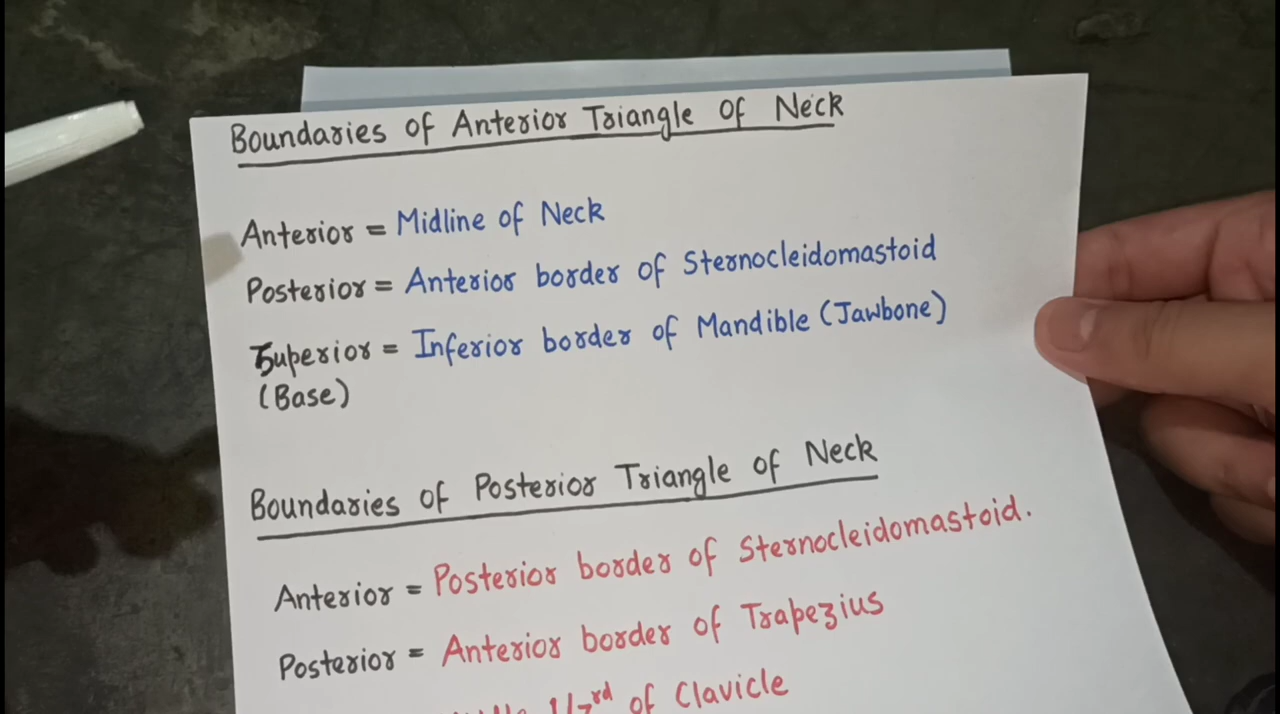 Boundaries of Anterior Triangle Of Neck
Anterior = Midline of Neck
Posterior = Anterior border of Sternocleidomastoid
Superior = Inferior border of Mandible (Jawbone)
(Base)
Boundaries of Posterior Triangle of Neck
Anterior = Posterior border of Sternocleidomastoid.
Posterior = Anterior border of Trapezius
1/3rd of Clavicle